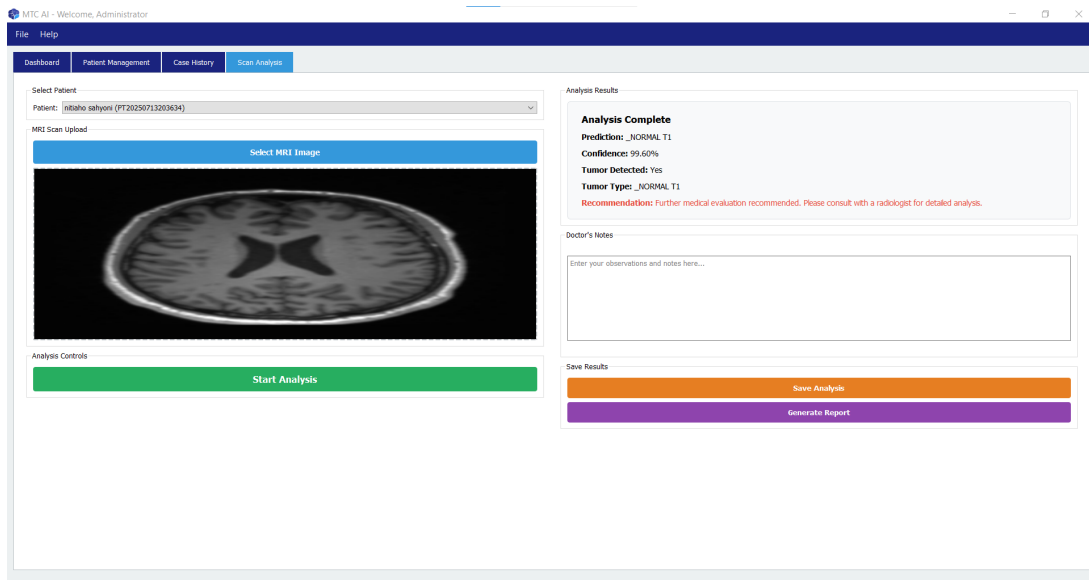 MTC AI - Welcome, Administrator
File Help
Dashboard Patient Management Case History Scan Analysis
Select Patient
Patient: nitiaho sahyoni (PT20250713203634)
MRI Scan Upload
Select MRI Image
Analysis Controls
Start Analysis
Analysis Results
Analysis Complete
Prediction: _NORMAL T1
Confidence: 99.60%
Tumor Detected: Yes
Tumor Type: _NORMAL T1
Recommendation: Further medical evaluation recommended. Please consult with a radiologist for detailed analysis.
Doctor's Notes
Enter your observations and notes here...
Save Results
Save Analysis
Generate Report